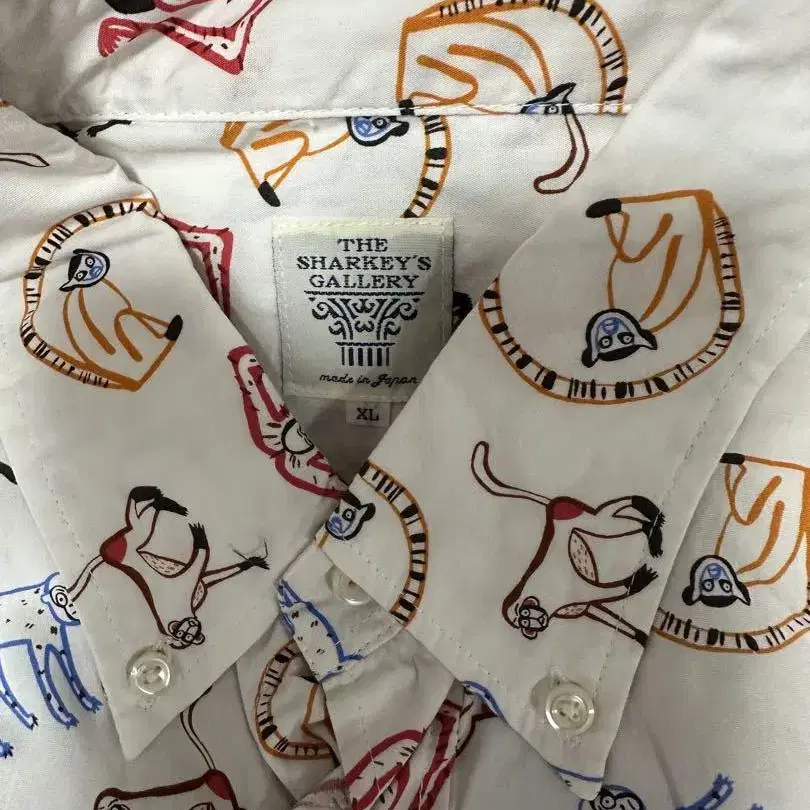 THE
SHARKEY'S
GALLERY
made in Japan
XL